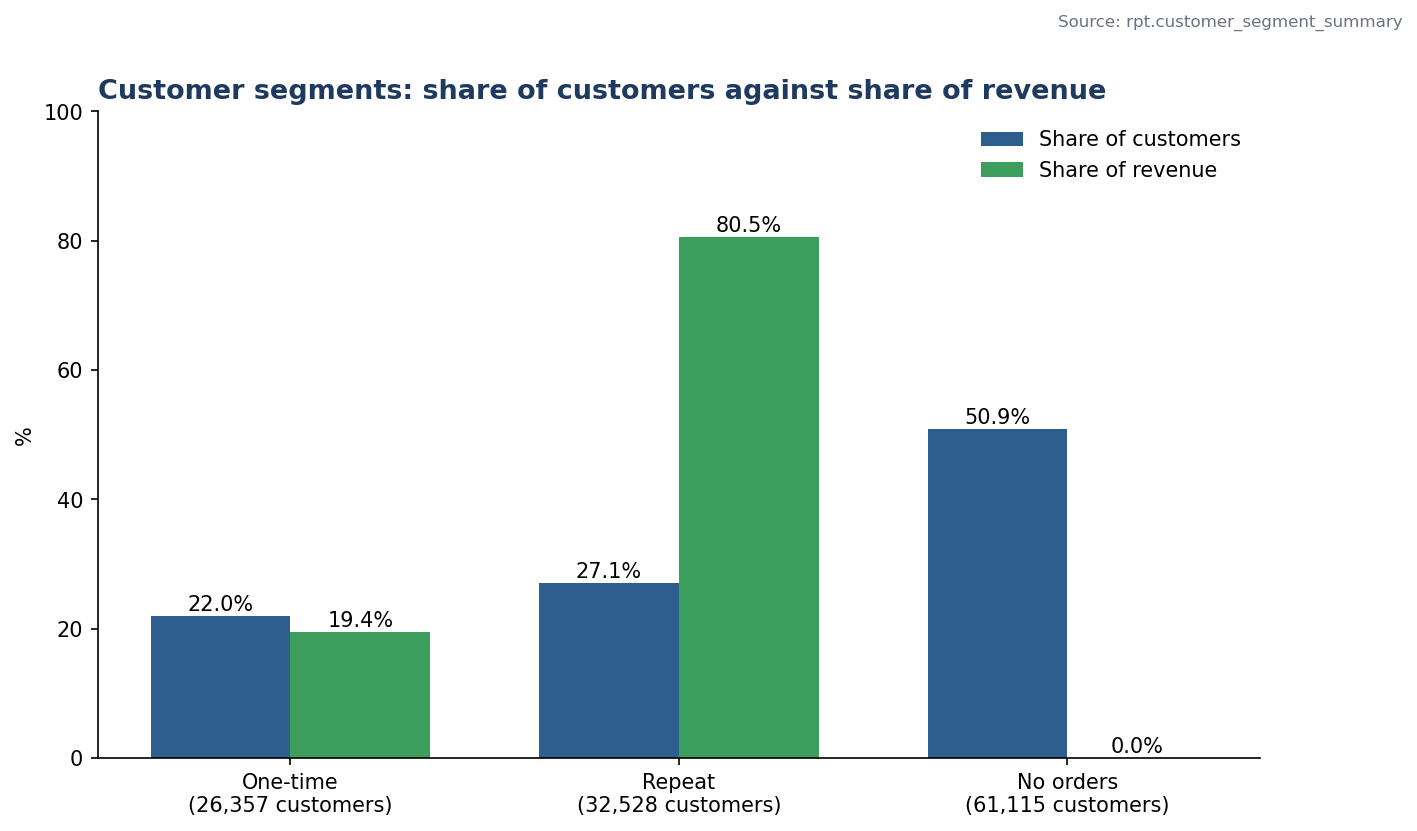 Source: rpt.customer_segment_summary
Customer segments: share of customers against share of revenue
100
80
60
40
20
0
%
Share of customers
Share of revenue
22.0%
19.4%
27.1%
80.5%
50.9%
0.0%
One-time
(26,357 customers)
Repeat
(32,528 customers)
No orders
(61,115 customers)